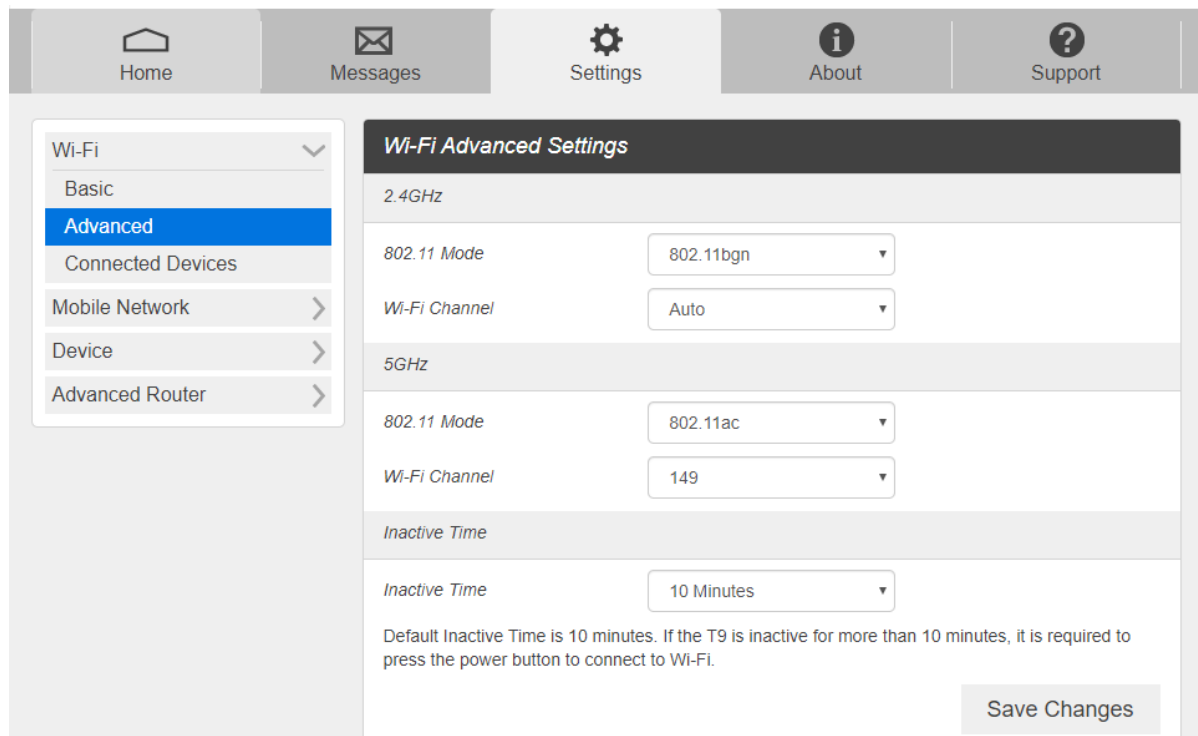 Home
Messages
Settings
About
Support
Wi-Fi
Basic
Advanced
Connected Devices
Mobile Network
Device
Advanced Router
Wi-Fi Advanced Settings
2.4GHz
802.11 Mode
802.11bgn
Wi-Fi Channel
Auto
5GHz
802.11 Mode
802.11ac
Wi-Fi Channel
149
Inactive Time
Inactive Time
10 Minutes
Default Inactive Time is 10 minutes. If the T9 is inactive for more than 10 minutes, it is required to
press the power button to connect to Wi-Fi.
Save Changes